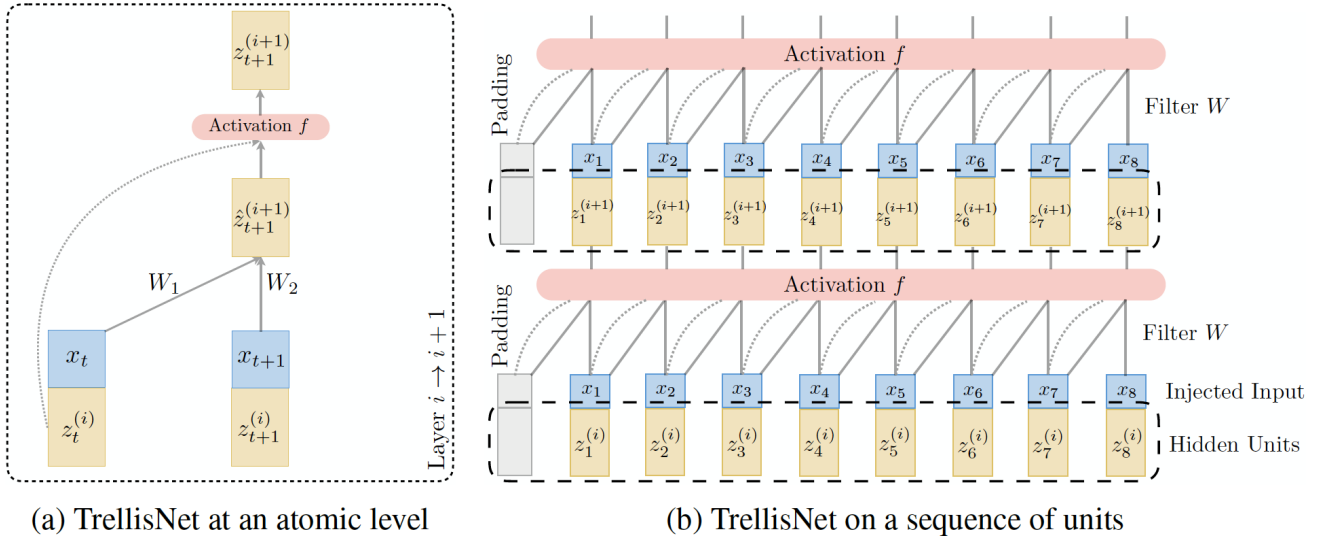 z_{t+1}^{(i+1)}
Activation f
ẑ_{t+1}^{(i+1)}
W_1 W_2
x_t x_{t+1}
z_t^{(i)} z_{t+1}^{(i)}
Layer i → i + 1
(a) TrellisNet at an atomic level
Activation f
Padding
Filter W
x_1 x_2 x_3 x_4 x_5 x_6 x_7 x_8
z_1^{(i+1)} z_2^{(i+1)} z_3^{(i+1)} z_4^{(i+1)} z_5^{(i+1)} z_6^{(i+1)} z_7^{(i+1)} z_8^{(i+1)}
Activation f
Padding
Filter W
x_1 x_2 x_3 x_4 x_5 x_6 x_7 x_8 Injected Input
z_1^{(i)} z_2^{(i)} z_3^{(i)} z_4^{(i)} z_5^{(i)} z_6^{(i)} z_7^{(i)} z_8^{(i)} Hidden Units
(b) TrellisNet on a sequence of units